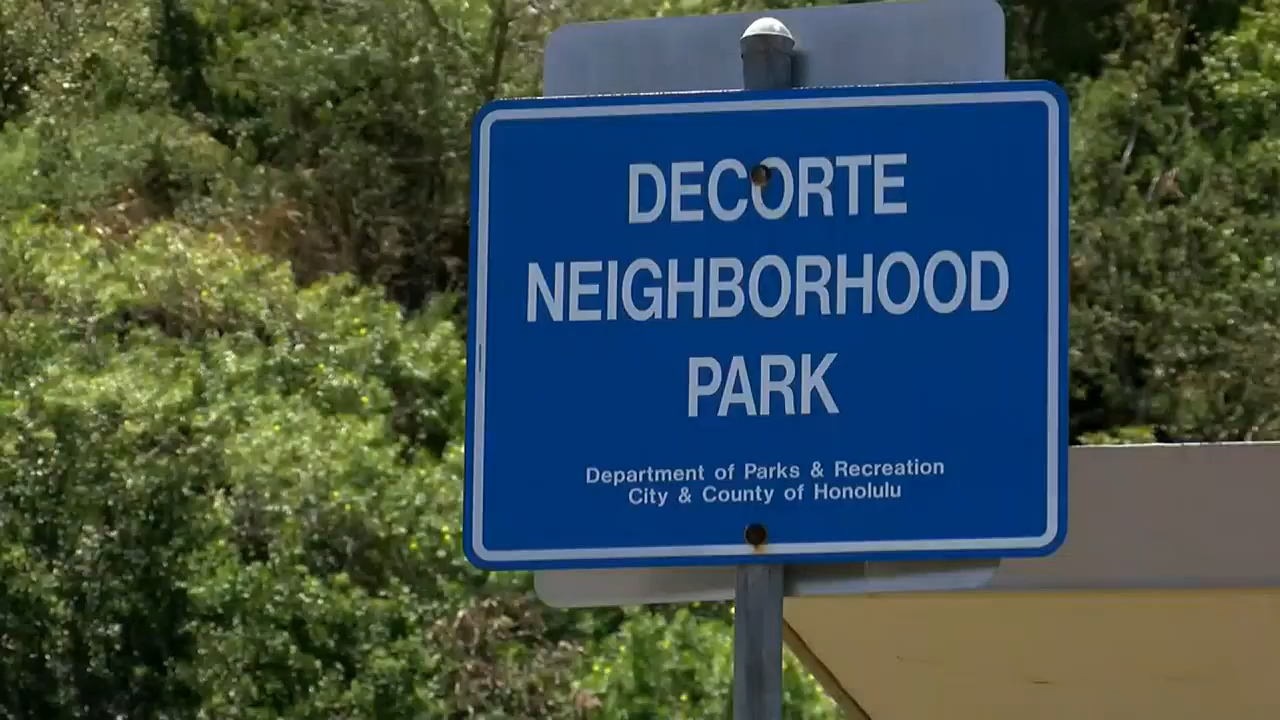 DECORTE
NEIGHBORHOOD
PARK
Department of Parks & Recreation
City & County of Honolulu